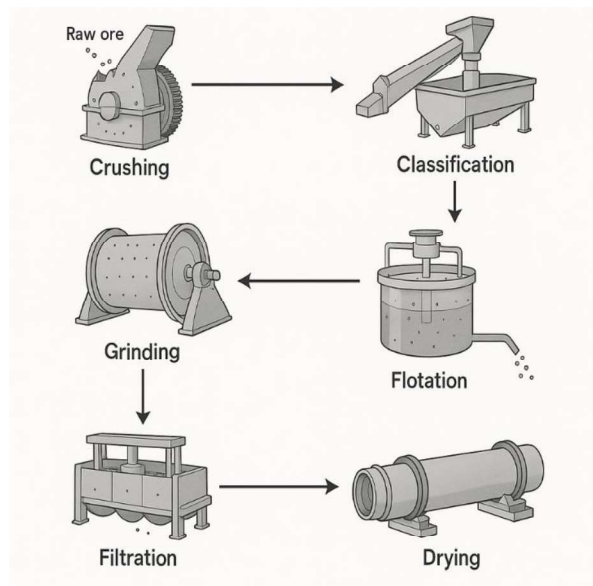 Raw ore
Crushing
Classification
Grinding
Flotation
Filtration
Drying